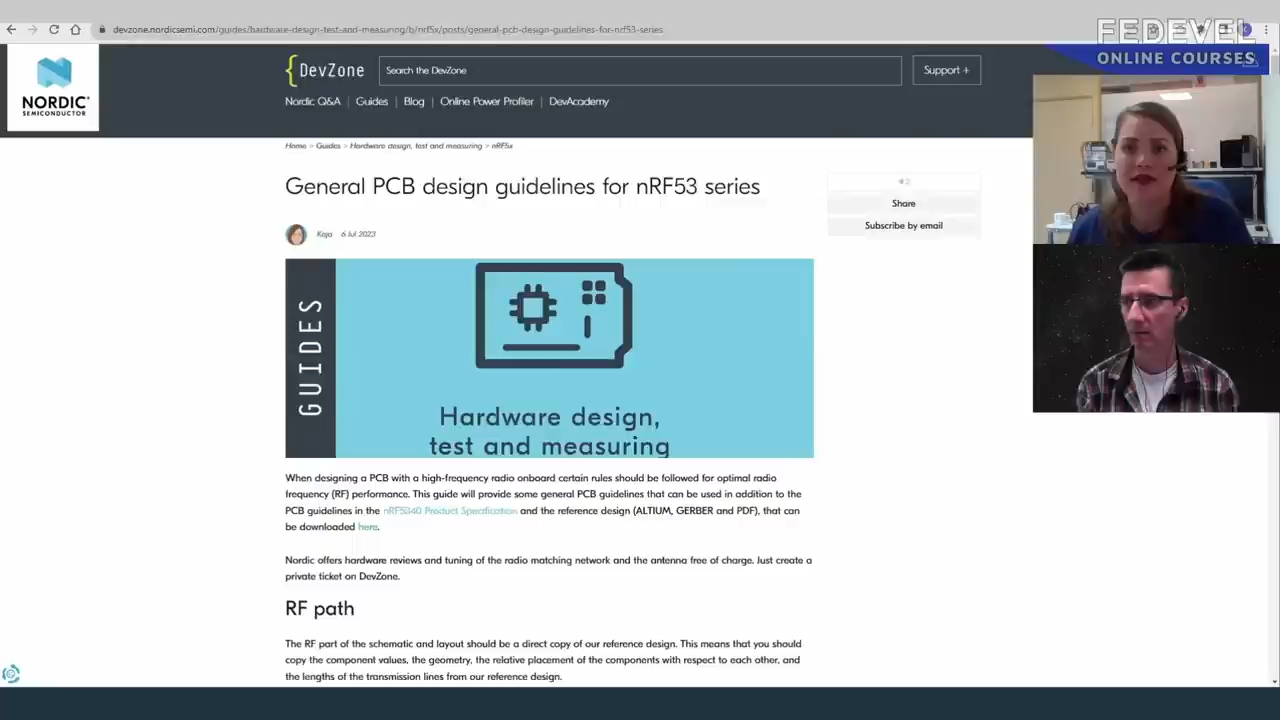 devzone.nordicsemi.com/guides/hardware-design-test-and-measuring/b/nrf5x/posts/general-pcb-design-guidelines-for-nrf53-series
FEDEVEL
ONLINE COURSES
NORDIC
SEMICONDUCTOR
DevZone
Search the DevZone
Support +
Nordic Q&A | Guides | Blog | Online Power Profiler | DevAcademy
Home > Guides > Hardware design, test and measuring > nRF5x
General PCB design guidelines for nRF53 series
Share
Subscribe by email
Kaja 6 Jul 2023
GUIDES
Hardware design,
test and measuring
When designing a PCB with a high-frequency radio onboard certain rules should be followed for optimal radio
frequency (RF) performance. This guide will provide some general PCB guidelines that can be used in addition to the
PCB guidelines in the nRF5340 Product Specification and the reference design (ALTIUM, GERBER and PDF), that can
be downloaded here.
Nordic offers hardware reviews and tuning of the radio matching network and the antenna free of charge. Just create a
private ticket on DevZone.
RF path
The RF part of the schematic and layout should be a direct copy of our reference design. This means that you should
copy the component values, the geometry, the relative placement of the components with respect to each other, and
the lengths of the transmission lines from our reference design.